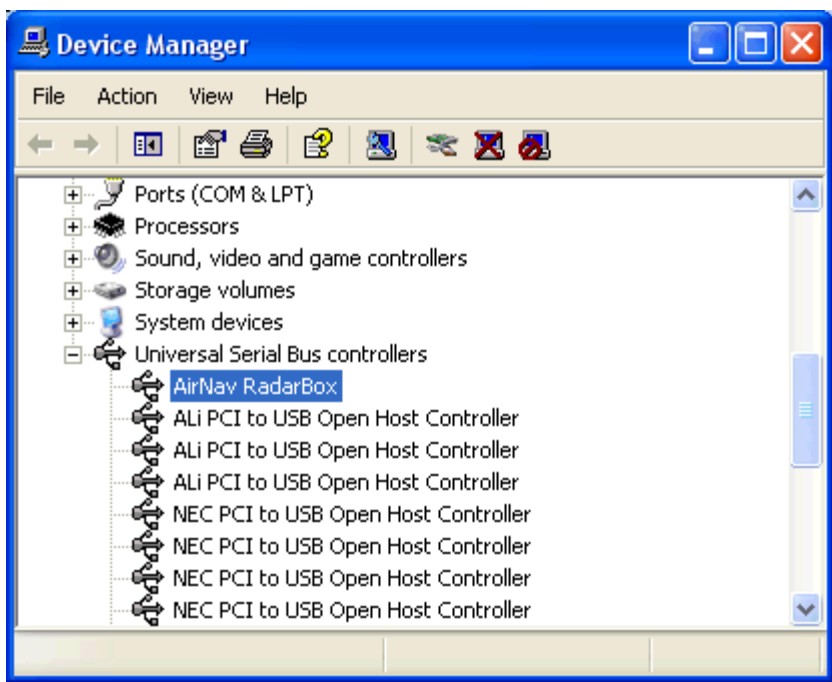 Device Manager
File Action View Help
Ports (COM & LPT)
Processors
Sound, video and game controllers
Storage volumes
System devices
Universal Serial Bus controllers
AirNav RadarBox
ALi PCI to USB Open Host Controller
ALi PCI to USB Open Host Controller
ALi PCI to USB Open Host Controller
NEC PCI to USB Open Host Controller
NEC PCI to USB Open Host Controller
NEC PCI to USB Open Host Controller
NEC PCI to USB Open Host Controller